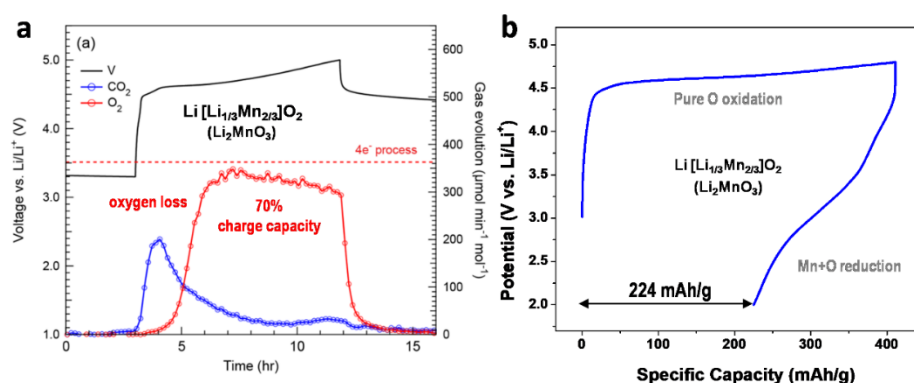 a
(a)
V
CO₂
O₂
Li [Li₁/₃Mn₂/₃]O₂
(Li₂MnO₃)
4e⁻ process
oxygen loss
70%
charge capacity
Voltage vs. Li/Li⁺ (V)
5.0
4.0
3.0
2.0
1.0
Gas evolution (μmol min⁻¹ mol⁻¹)
600
500
400
300
200
100
0
0
5
10
15
Time (hr)
b
Potential (V vs. Li/Li⁺)
5.0
4.5
4.0
3.5
3.0
2.5
2.0
Pure O oxidation
Li [Li₁/₃Mn₂/₃]O₂
(Li₂MnO₃)
Mn+O reduction
224 mAh/g
0
100
200
300
400
Specific Capacity (mAh/g)